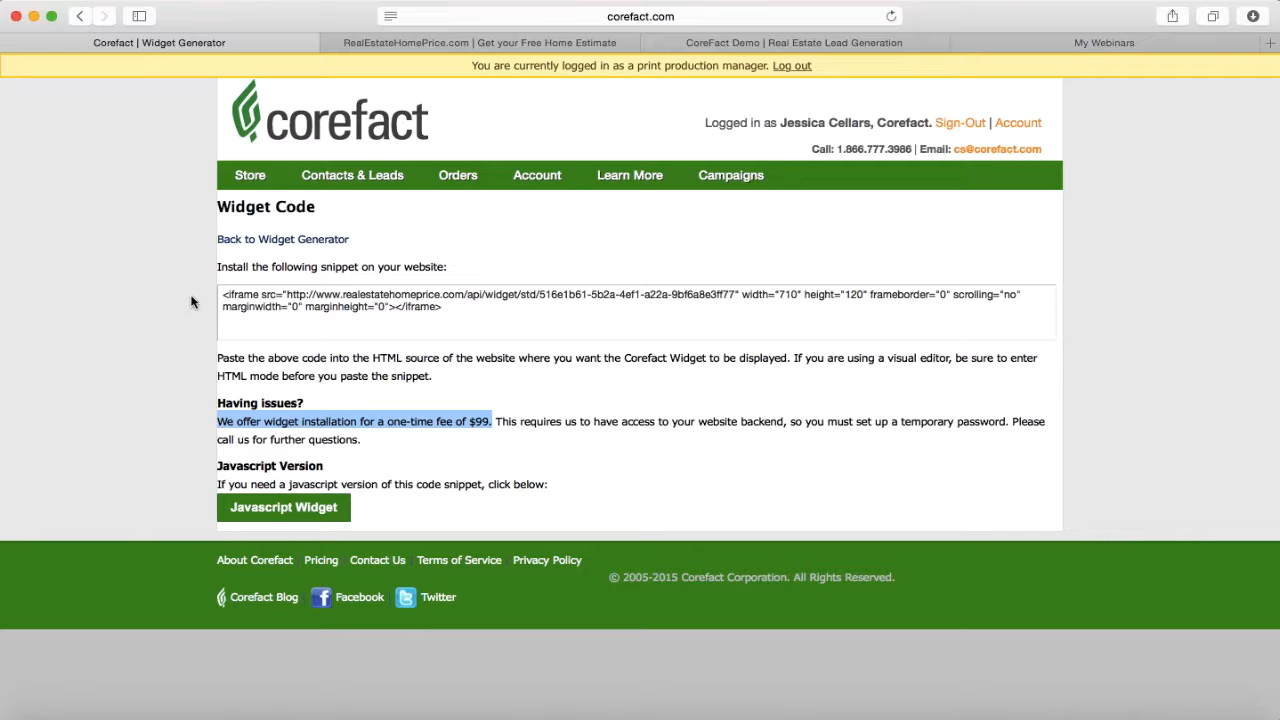 corefact.com
Corefact | Widget Generator
RealEstateHomePrice.com | Get your Free Home Estimate
CoreFact Demo | Real Estate Lead Generation
My Webinars
You are currently logged in as a print production manager. Log out
corefact
Logged in as Jessica Cellars, Corefact. Sign-Out | Account
Call: 1.866.777.3986 | Email: cs@corefact.com
Store Contacts & Leads Orders Account Learn More Campaigns
Widget Code
Back to Widget Generator
Install the following snippet on your website:
<iframe src="http://www.realestatehomeprice.com/api/widget/std/516e1b61-5b2a-4ef1-a22a-9bf6a8e3ff77" width="710" height="120" frameborder="0" scrolling="no"
marginwidth="0" marginheight="0"></iframe>
Paste the above code into the HTML source of the website where you want the Corefact Widget to be displayed. If you are using a visual editor, be sure to enter
HTML mode before you paste the snippet.
Having issues?
We offer widget installation for a one-time fee of $99. This requires us to have access to your website backend, so you must set up a temporary password. Please
call us for further questions.
Javascript Version
If you need a javascript version of this code snippet, click below:
Javascript Widget
About Corefact Pricing Contact Us Terms of Service Privacy Policy
© 2005-2015 Corefact Corporation. All Rights Reserved.
Corefact Blog Facebook Twitter